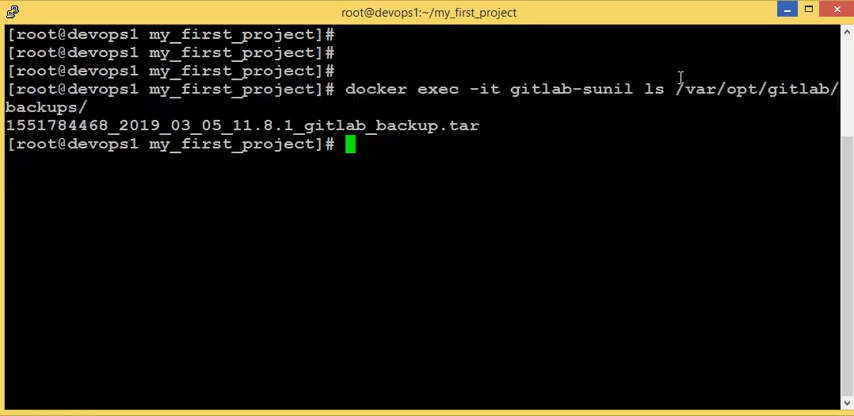 root@devops1:~/my_first_project
[root@devops1 my_first_project]#
[root@devops1 my_first_project]#
[root@devops1 my_first_project]#
[root@devops1 my_first_project]# docker exec -it gitlab-sunil ls /var/opt/gitlab/
backups/
1551784468_2019_03_05_11.8.1_gitlab_backup.tar
[root@devops1 my_first_project]#